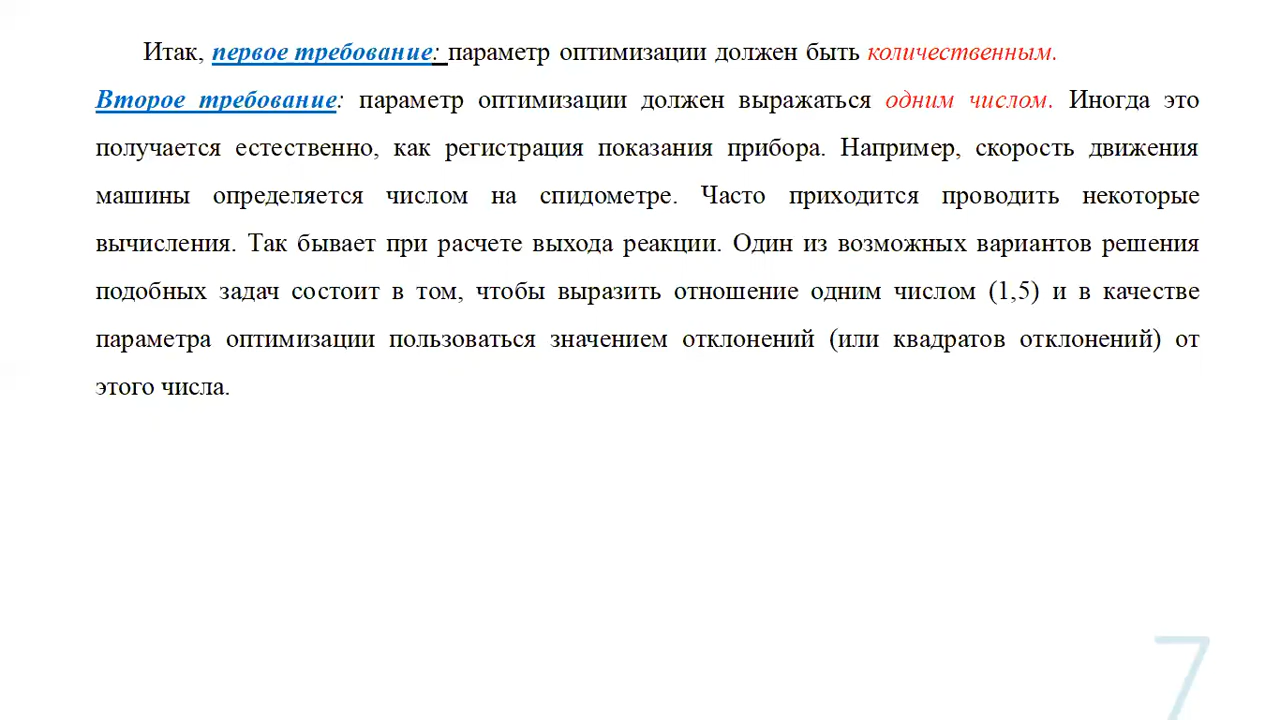 Итак, первое требование: параметр оптимизации должен быть количественным.
Второе требование: параметр оптимизации должен выражаться одним числом. Иногда это
получается естественно, как регистрация показания прибора. Например, скорость движения
машины определяется числом на спидометре. Часто приходится проводить некоторые
вычисления. Так бывает при расчете выхода реакции. Один из возможных вариантов решения
подобных задач состоит в том, чтобы выразить отношение одним числом (1,5) и в качестве
параметра оптимизации пользоваться значением отклонений (или квадратов отклонений) от
этого числа.
7